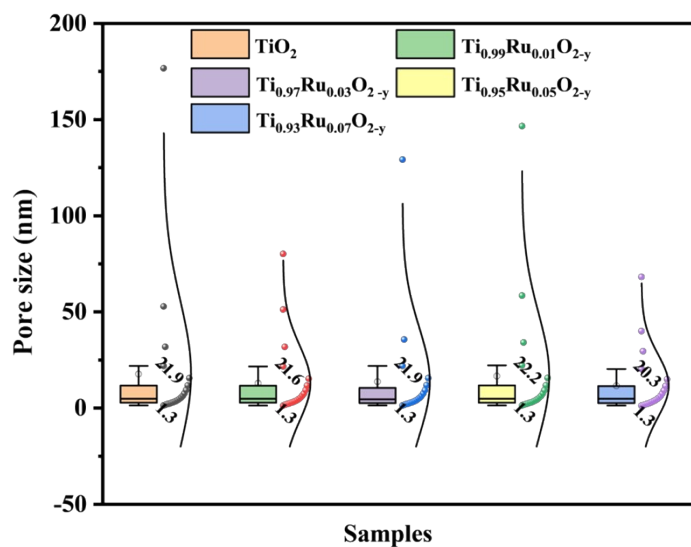 200
150
100
50
0
-50
Pore size (nm)
TiO₂
Ti₀.₉₉Ru₀.₀₁O₂₋y
Ti₀.₉₇Ru₀.₀₃O₂ ₋y
Ti₀.₉₅Ru₀.₀₅O₂₋y
Ti₀.₉₃Ru₀.₀₇O₂₋y
21.9
1.3
21.6
1.3
21.9
1.3
22.2
1.3
20.3
1.3
Samples